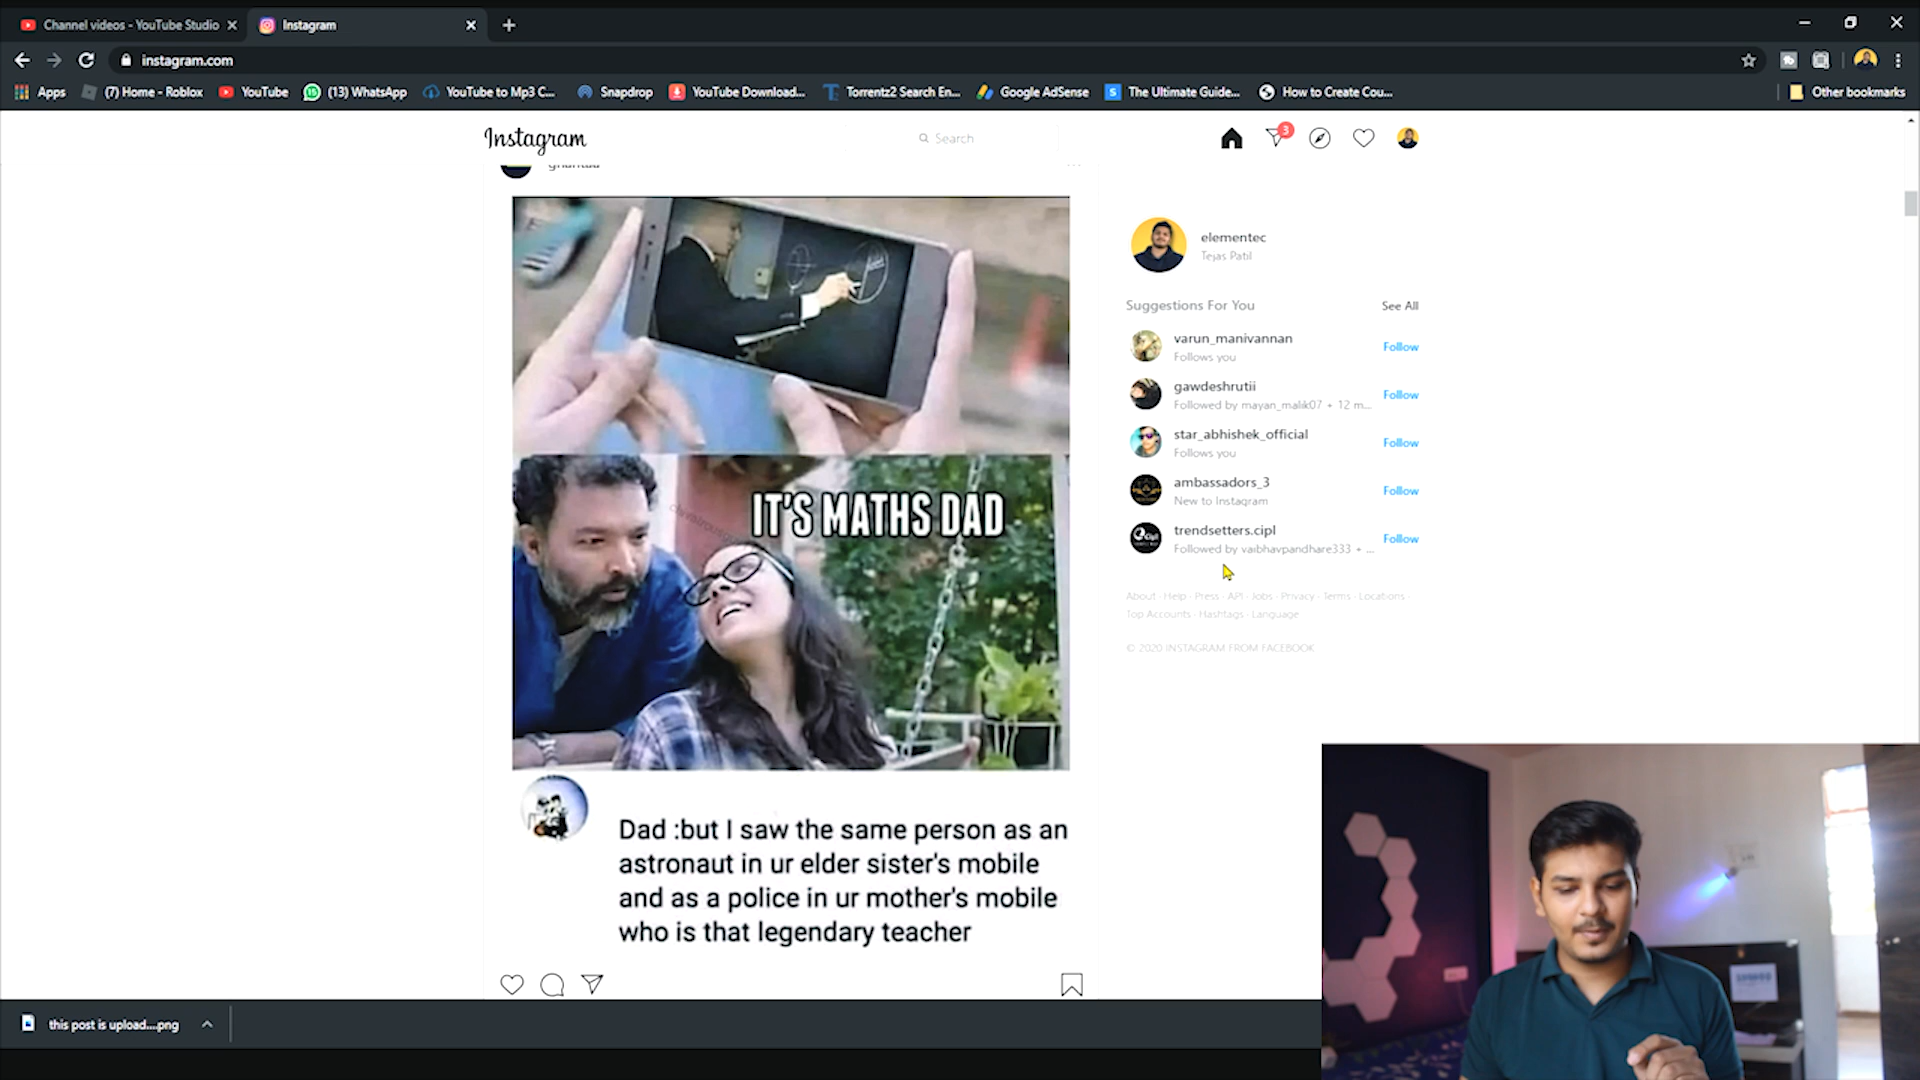 Channel videos - YouTube Studio
Instagram
instagram.com
Apps
(7) Home - Roblox
YouTube
(13) WhatsApp
YouTube to Mp3 C...
Snapdrop
YouTube Download...
Torrentz2 Search En...
Google AdSense
The Ultimate Guide...
How to Create Cou...
Other bookmarks
Instagram
Search
3
elementec
Tejas Patil
Suggestions For You
See All
varun_manivannan
Follows you
Follow
gawdeshrutii
Followed by mayan_malik07 + 12 m...
Follow
star_abhishek_official
Follows you
Follow
ambassadors_3
New to Instagram
Follow
trendsetters.cipl
Followed by vaibhavpandhare333 + ...
Follow
About · Help · Press · API · Jobs · Privacy · Terms · Locations ·
Top Accounts · Hashtags · Language
© 2020 INSTAGRAM FROM FACEBOOK
IT'S MATHS DAD
Dad :but I saw the same person as an
astronaut in ur elder sister's mobile
and as a police in ur mother's mobile
who is that legendary teacher
this post is upload....png